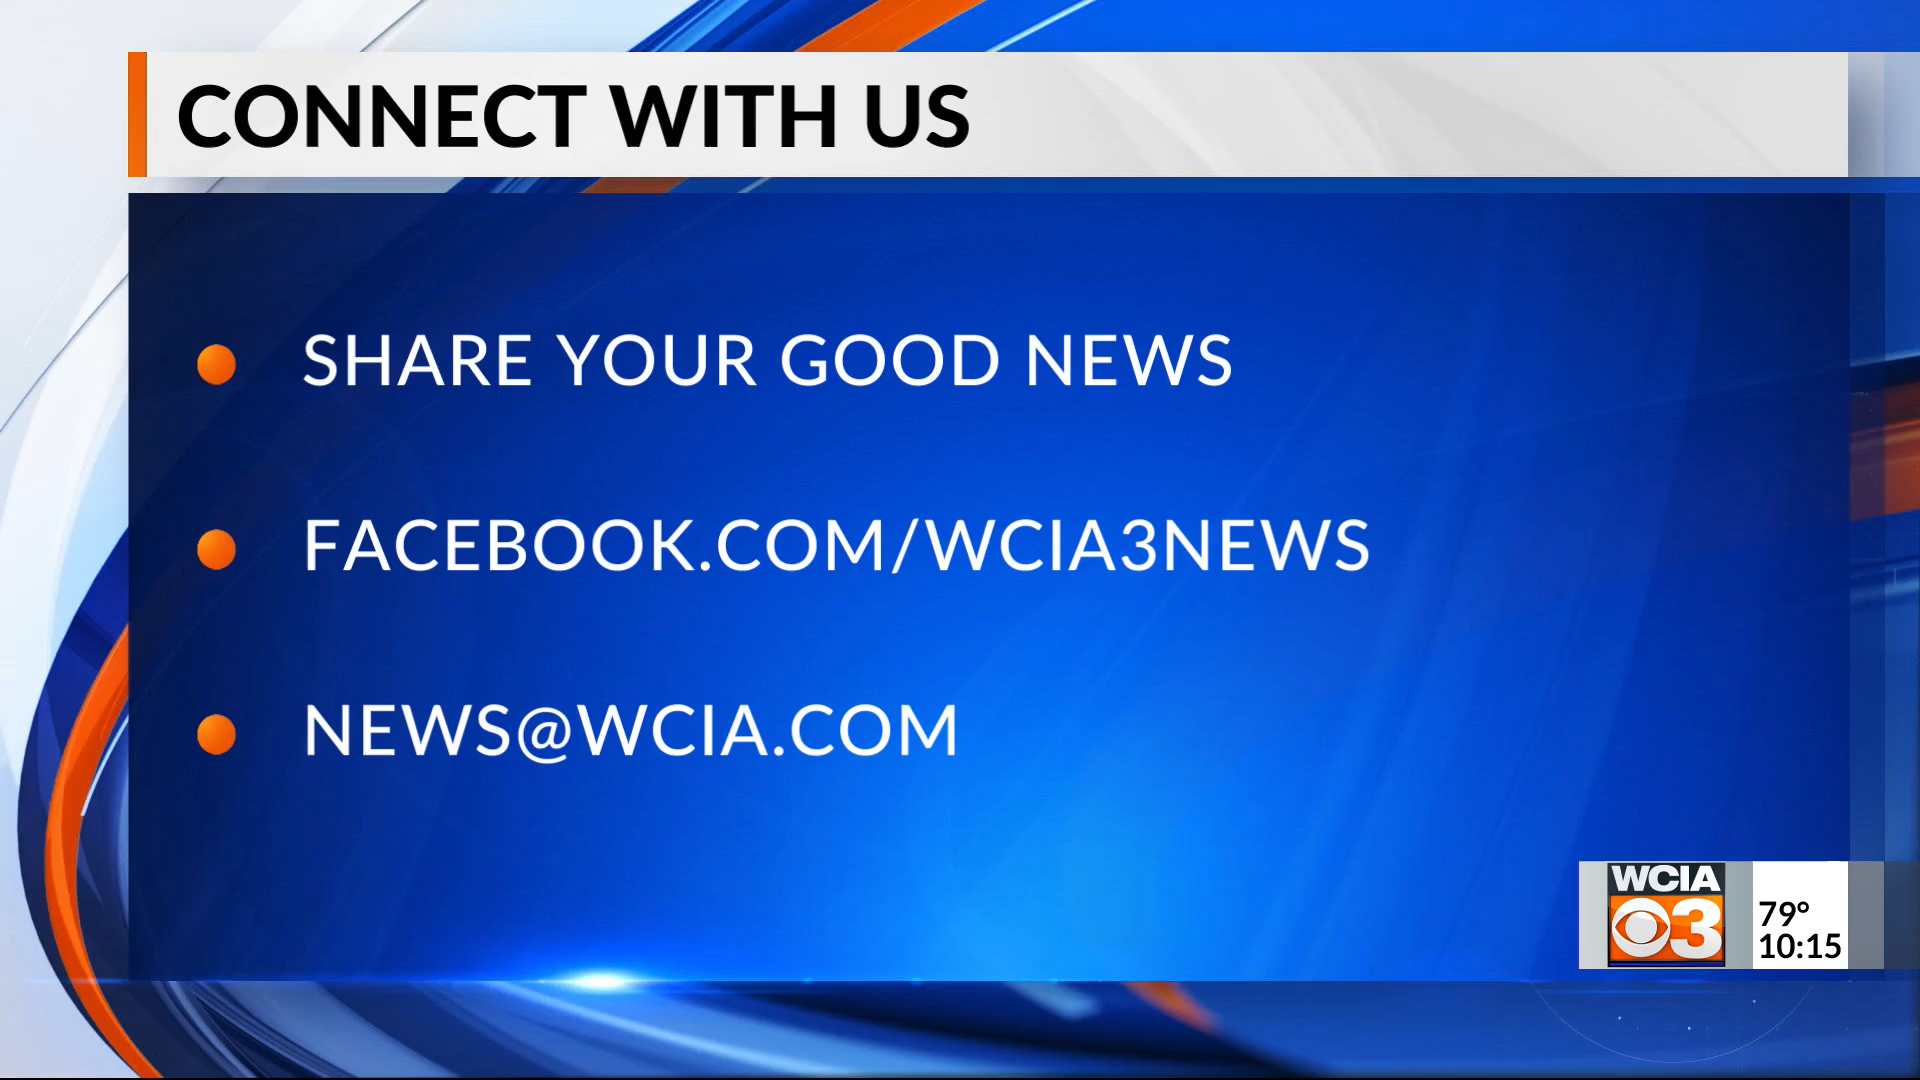 CONNECT WITH US
SHARE YOUR GOOD NEWS
FACEBOOK.COM/WCIA3NEWS
NEWS@WCIA.COM
WCIA
3
79°
10:15